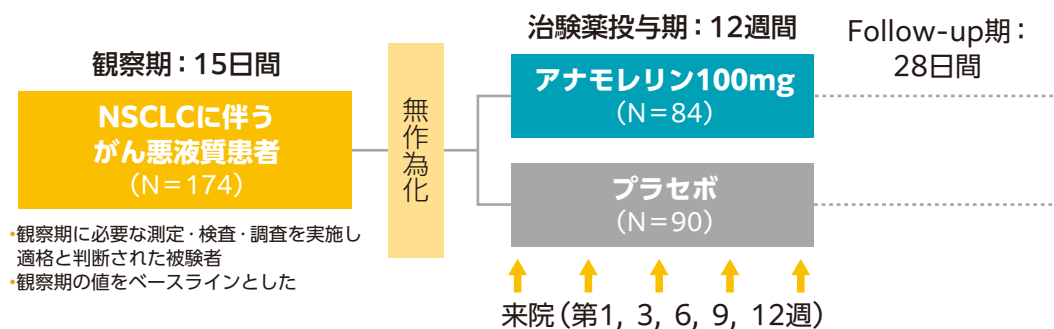 観察期：15日間
NSCLCに伴う
がん悪液質患者
（N＝174）
•観察期に必要な測定・検査・調査を実施し
適格と判断された被験者
•観察期の値をベースラインとした
無作為化
治験薬投与期：12週間
アナモレリン100mg
（N＝84）
プラセボ
（N＝90）
来院（第1, 3, 6, 9, 12週）
Follow-up期：
28日間